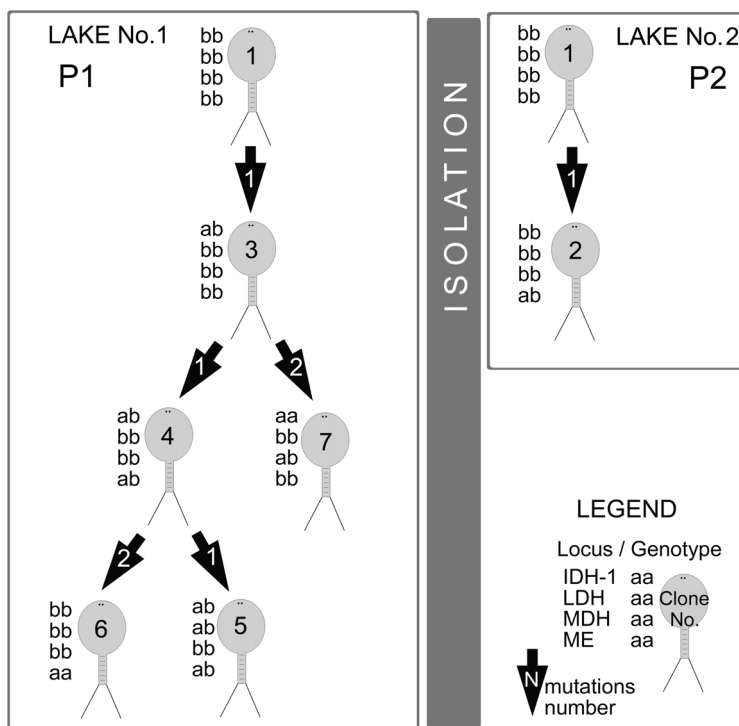 LAKE No.1
P1
bb
bb
bb
bb
1
1
ab
bb
bb
bb
3
1
2
ab
bb
bb
ab
4
aa
bb
ab
bb
7
2
1
bb
bb
bb
aa
6
ab
ab
bb
ab
5
ISOLATION
LAKE No.2
P2
bb
bb
bb
bb
1
1
bb
bb
bb
ab
2
LEGEND
Locus / Genotype
IDH-1 aa
LDH aa Clone
MDH aa No.
ME aa
N mutations
number